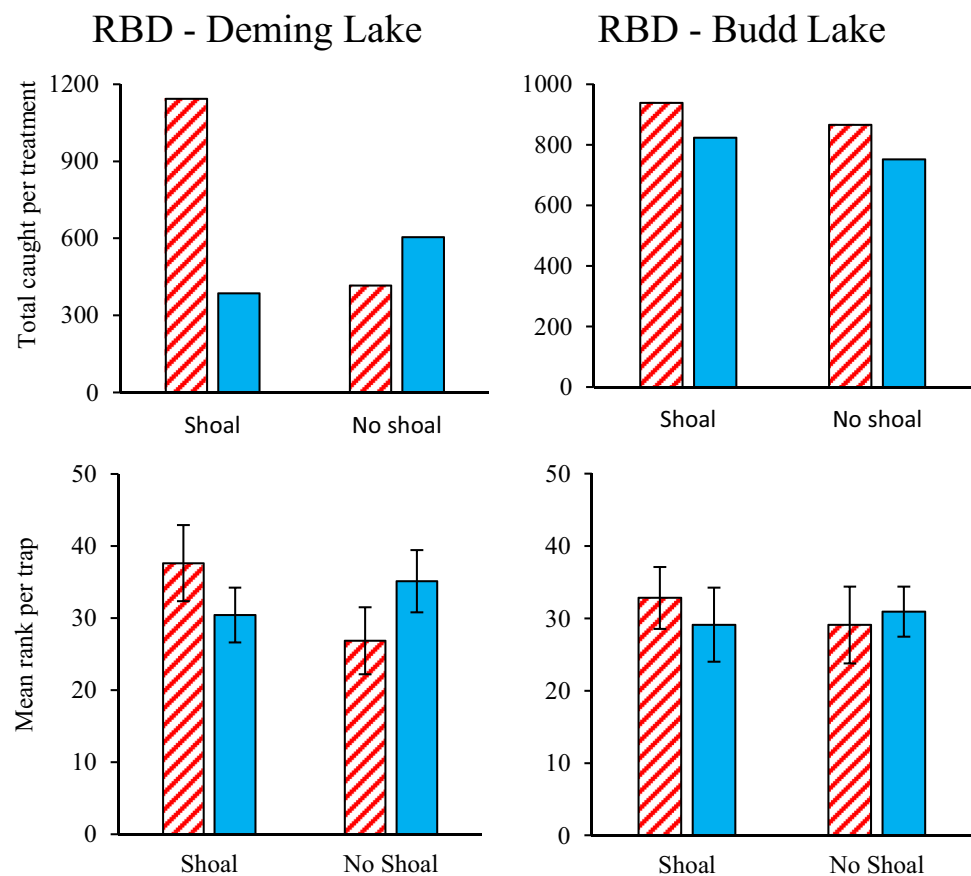 RBD - Deming Lake
RBD - Budd Lake
Total caught per treatment
1200
900
600
300
0
Shoal
No shoal
1000
800
600
400
200
0
Shoal
No shoal
Mean rank per trap
50
40
30
20
10
0
Shoal
No Shoal
50
40
30
20
10
0
Shoal
No Shoal